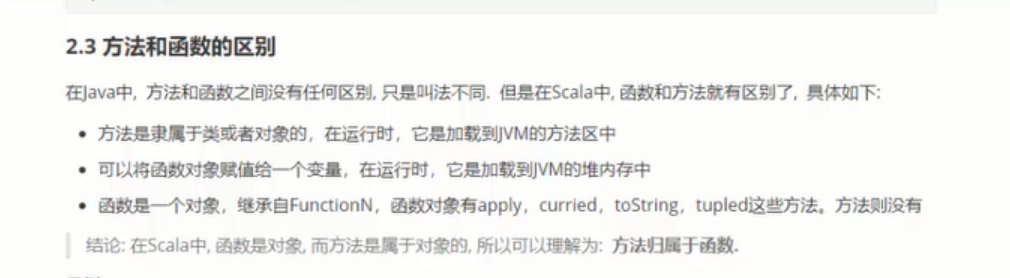 2.3 方法和函数的区别
在Java中, 方法和函数之间没有任何区别, 只是叫法不同. 但是在Scala中, 函数和方法就有区别了, 具体如下:
• 方法是隶属于类或者对象的，在运行时，它是加载到JVM的方法区中
• 可以将函数对象赋值给一个变量，在运行时，它是加载到JVM的堆内存中
• 函数是一个对象，继承自FunctionN，函数对象有apply，curried，toString，tupled这些方法。方法则没有
结论: 在Scala中, 函数是对象, 而方法是属于对象的, 所以可以理解为: 方法归属于函数.